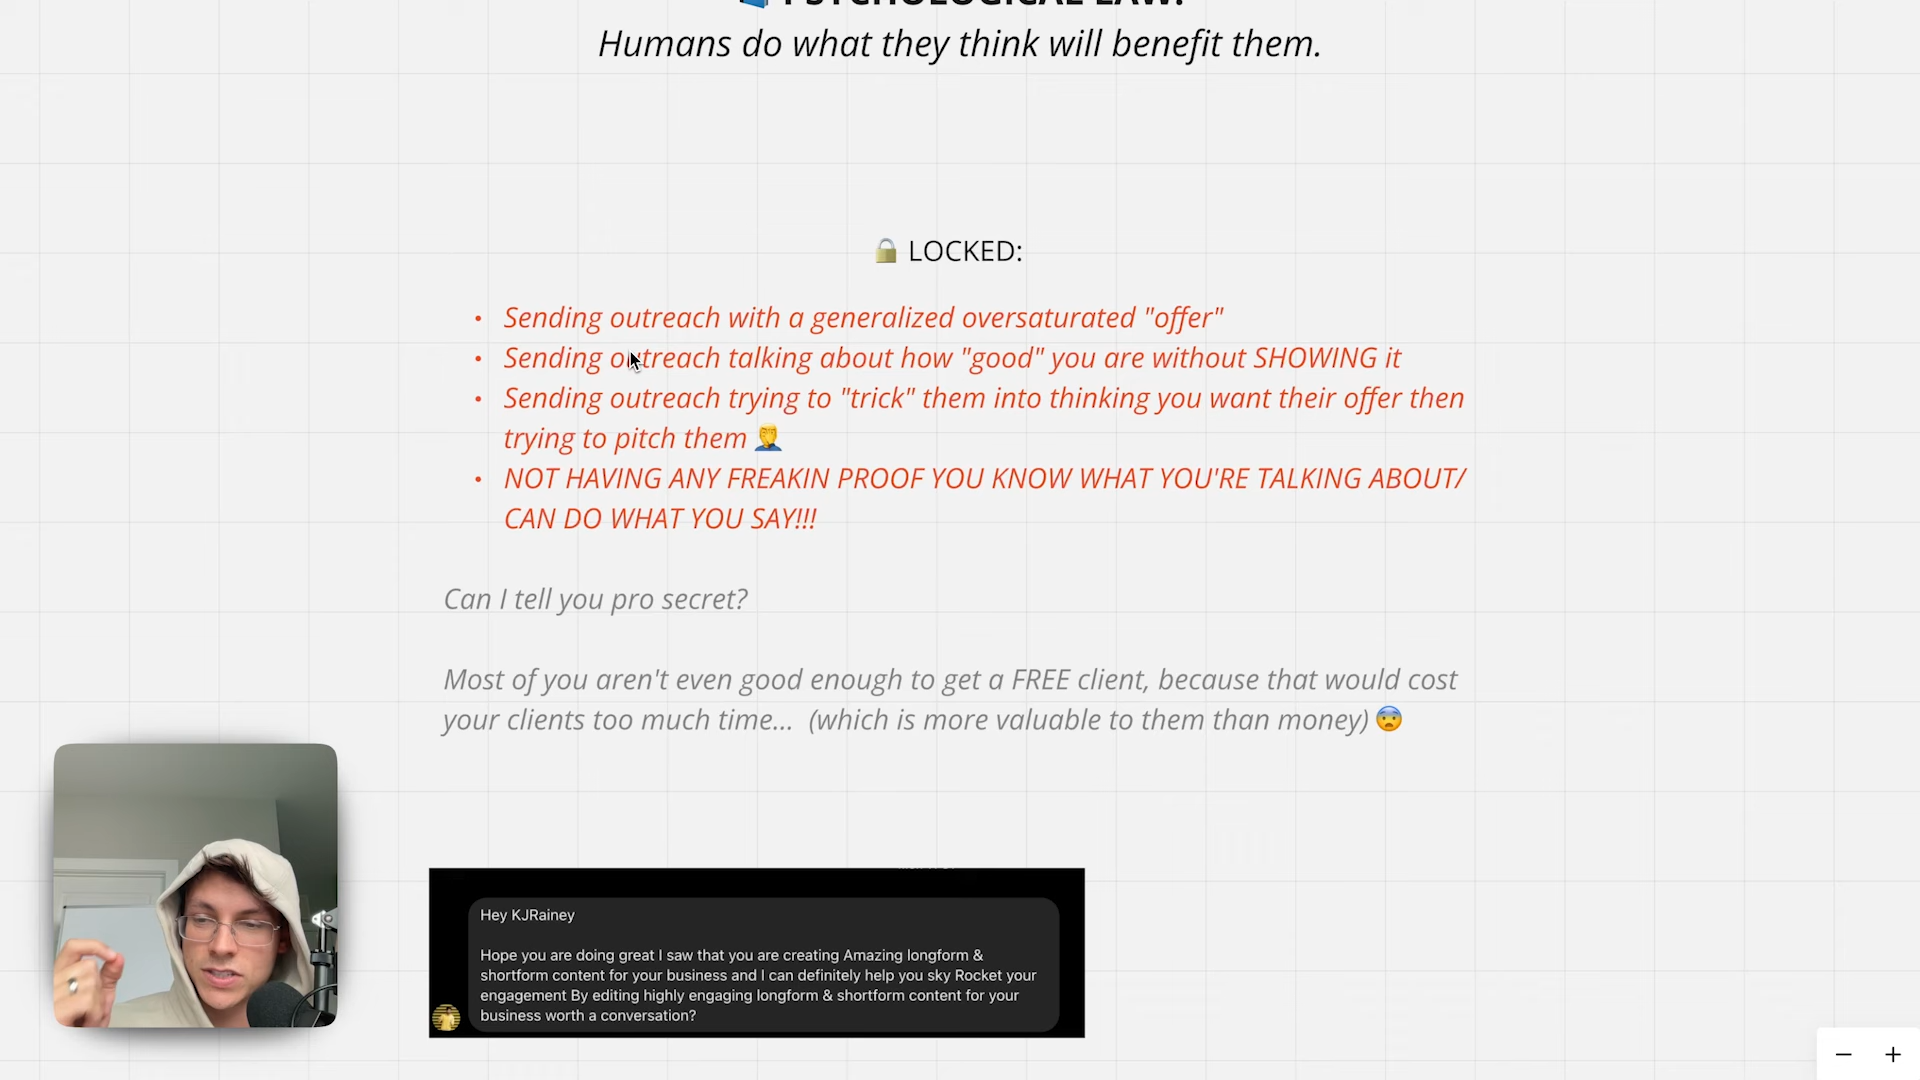 PSYCHOLOGICAL LAW:
Humans do what they think will benefit them.
LOCKED:
• Sending outreach with a generalized oversaturated "offer"
• Sending outreach talking about how "good" you are without SHOWING it
• Sending outreach trying to "trick" them into thinking you want their offer then
trying to pitch them
• NOT HAVING ANY FREAKIN PROOF YOU KNOW WHAT YOU'RE TALKING ABOUT/
CAN DO WHAT YOU SAY!!!
Can I tell you pro secret?
Most of you aren't even good enough to get a FREE client, because that would cost
your clients too much time... (which is more valuable to them than money)
Hey KJRainey
Hope you are doing great I saw that you are creating Amazing longform &
shortform content for your business and I can definitely help you sky Rocket your
engagement By editing highly engaging longform & shortform content for your
business worth a conversation?